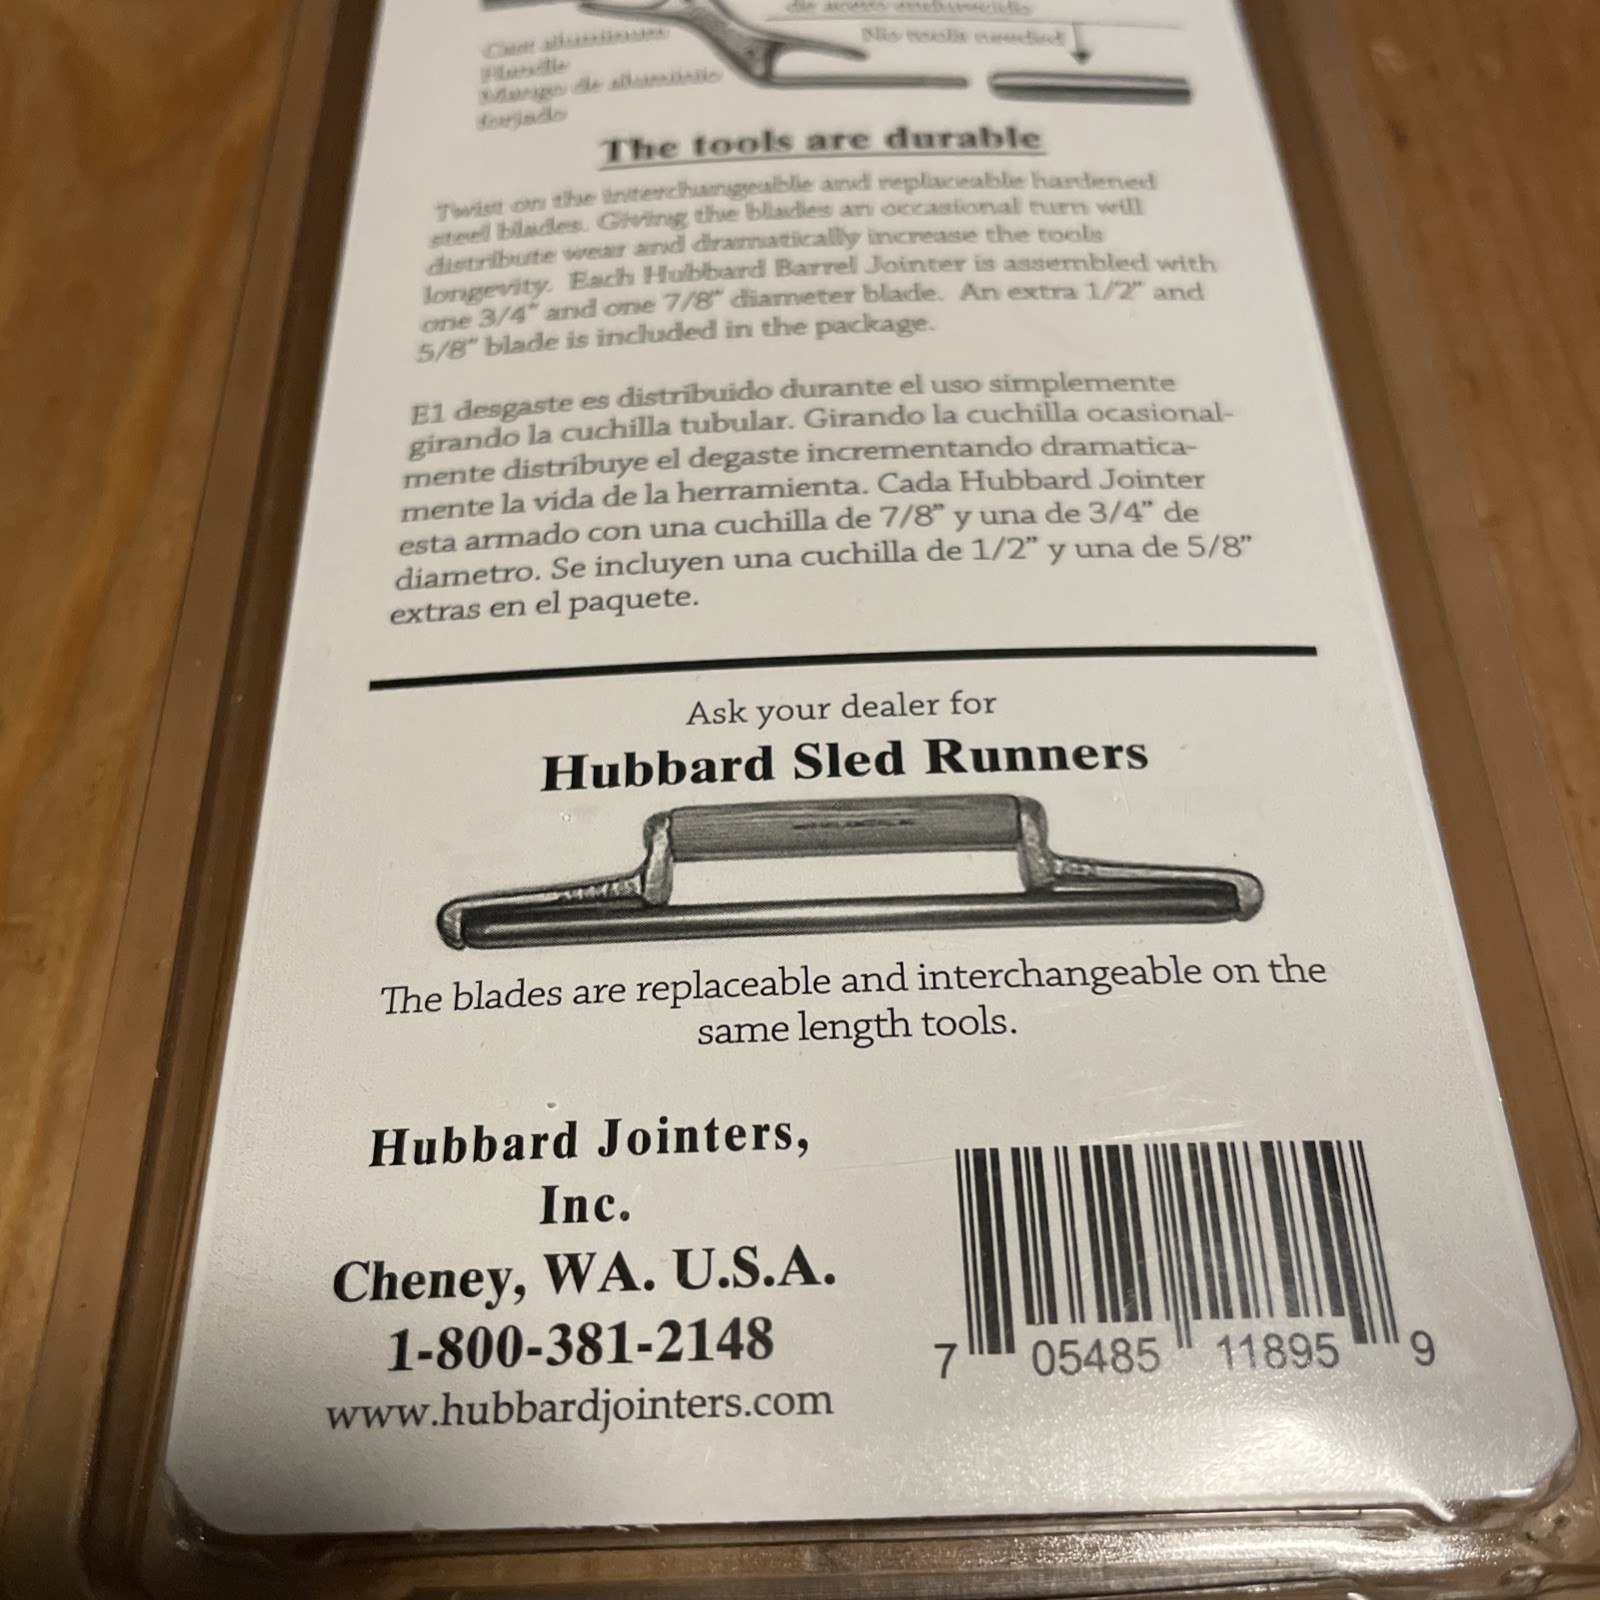 de acero endurecido
No tools needed
Cast aluminum
Handle
Mango de aluminio
forjado
The tools are durable
Twist on the interchangeable and replaceable hardened
steel blades. Giving the blades an occasional turn will
distribute wear and dramatically increase the tools
longevity. Each Hubbard Barrel Jointer is assembled with
one 3/4" and one 7/8" diameter blade. An extra 1/2" and
5/8" blade is included in the package.
E1 desgaste es distribuido durante el uso simplemente
girando la cuchilla tubular. Girando la cuchilla ocasional-
mente distribuye el degaste incrementando dramatica-
mente la vida de la herramienta. Cada Hubbard Jointer
esta armado con una cuchilla de 7/8" y una de 3/4" de
diametro. Se incluyen una cuchilla de 1/2" y una de 5/8"
extras en el paquete.
Ask your dealer for
Hubbard Sled Runners
The blades are replaceable and interchangeable on the
same length tools.
Hubbard Jointers,
Inc.
Cheney, WA. U.S.A.
1-800-381-2148
www.hubbardjointers.com
7 05485 11895 9